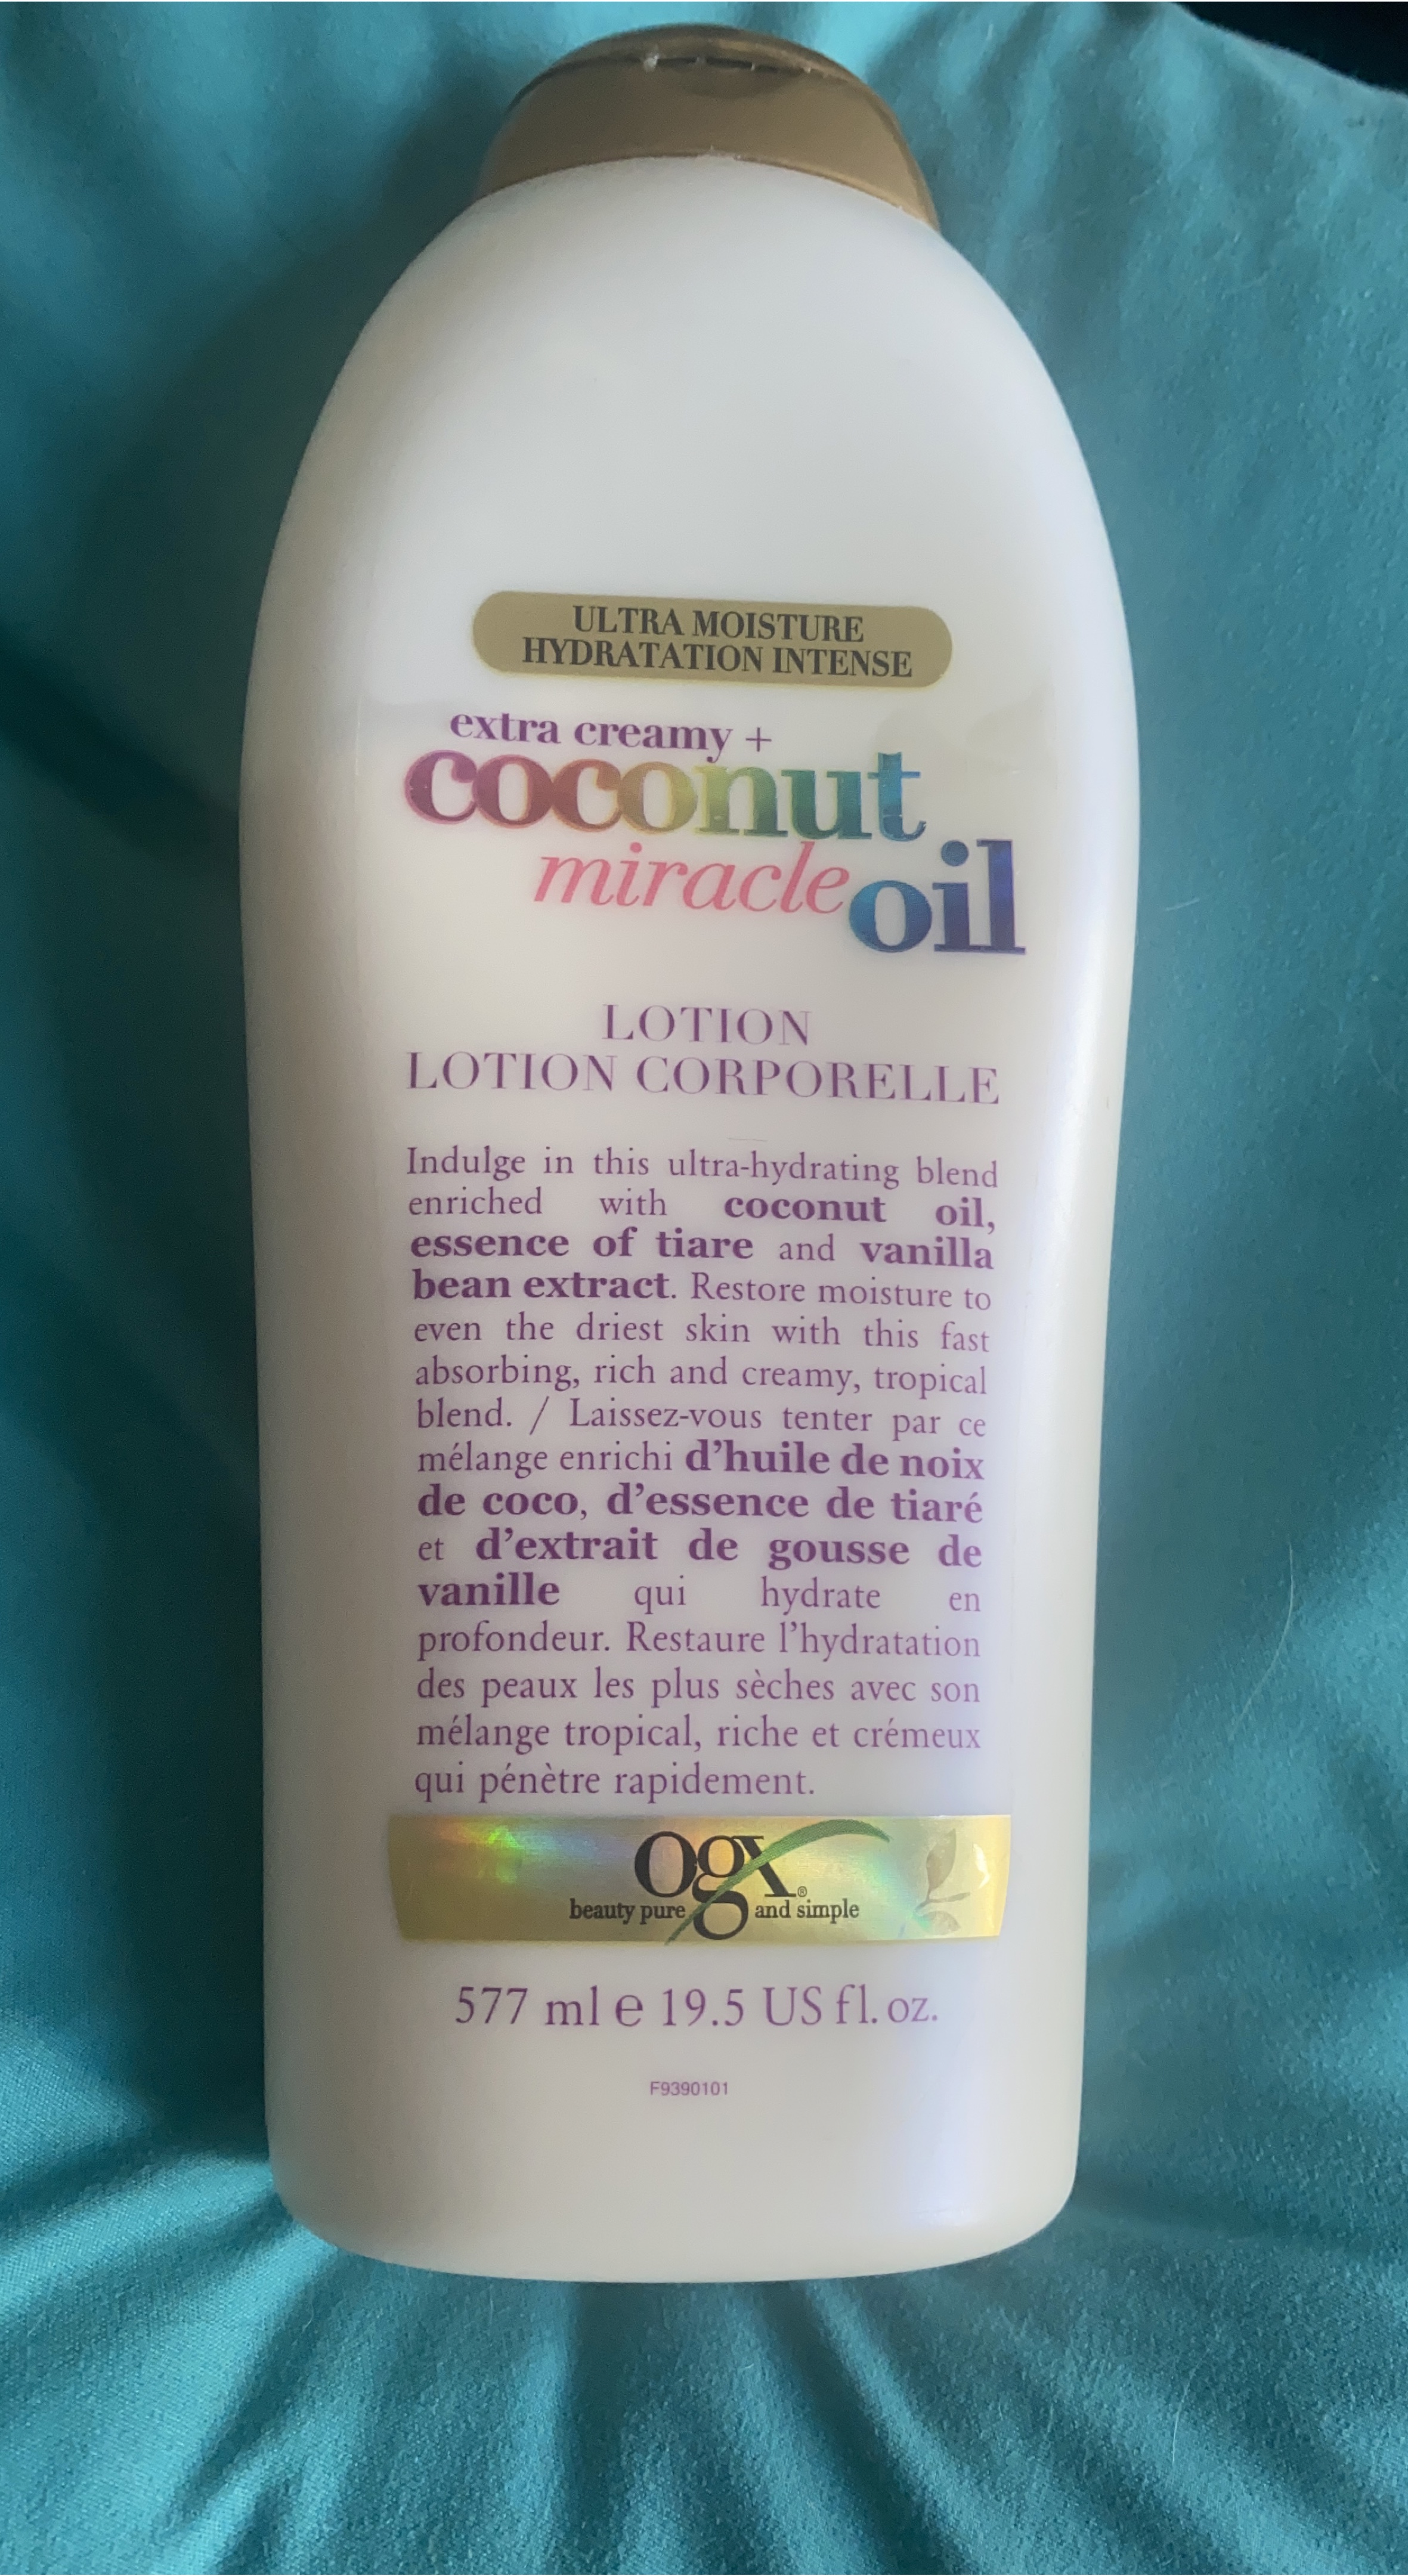 ULTRA MOISTURE
HYDRATATION INTENSE
extra creamy +
coconut
miracle oil
LOTION
LOTION CORPORELLE
Indulge in this ultra-hydrating blend
enriched with coconut oil,
essence of tiare and vanilla
bean extract. Restore moisture to
even the driest skin with this fast
absorbing, rich and creamy, tropical
blend. / Laissez-vous tenter par ce
mélange enrichi d'huile de noix
de coco, d'essence de tiaré
et d'extrait de gousse de
vanille qui hydrate en
profondeur. Restaure l'hydratation
des peaux les plus sèches avec son
mélange tropical, riche et crémeux
qui pénètre rapidement.
ogx®
beauty pure and simple
577 ml e 19.5 US fl. oz.
F9390101